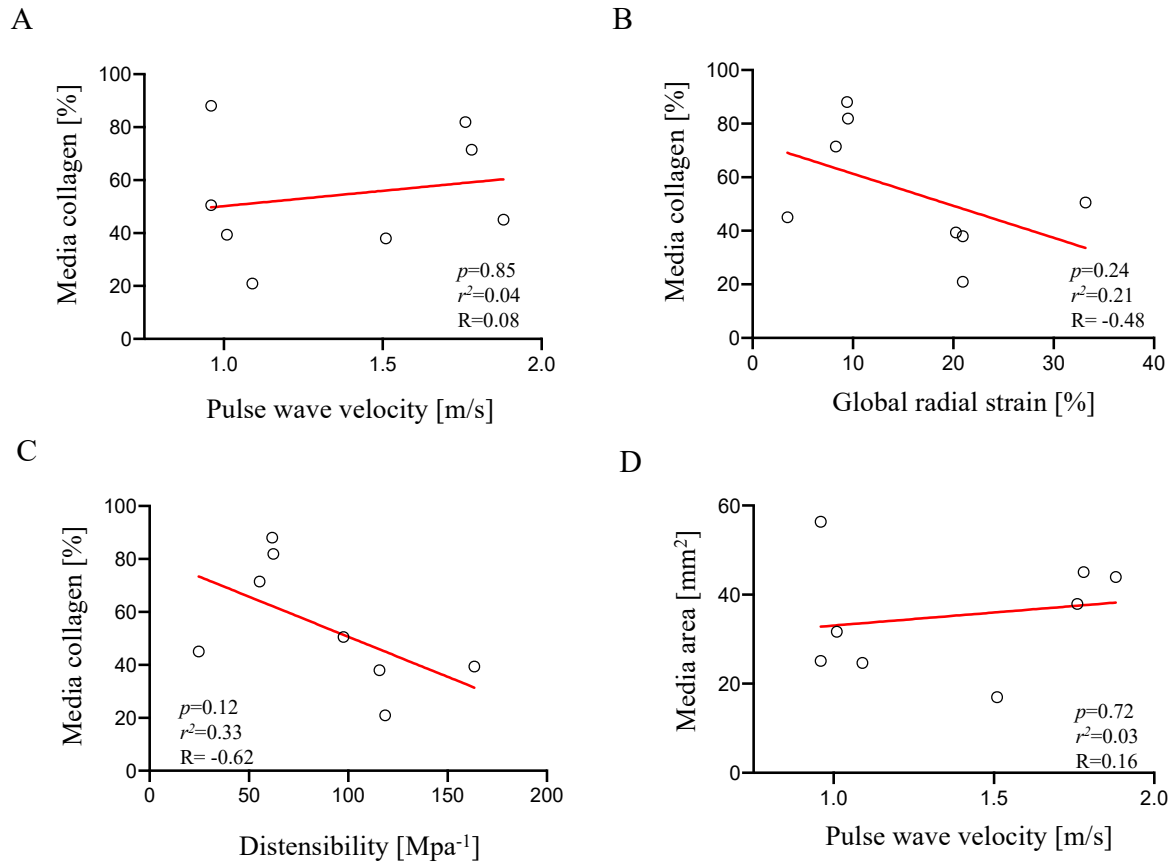 A
Media collagen [%]
100
80
60
40
20
0
p=0.85
r²=0.04
R=0.08
1.0
1.5
2.0
Pulse wave velocity [m/s]
B
Media collagen [%]
100
80
60
40
20
0
p=0.24
r²=0.21
R= -0.48
0
10
20
30
40
Global radial strain [%]
C
Media collagen [%]
100
80
60
40
20
0
p=0.12
r²=0.33
R= -0.62
0
50
100
150
200
Distensibility [Mpa⁻¹]
D
Media area [mm²]
60
40
20
0
p=0.72
r²=0.03
R=0.16
1.0
1.5
2.0
Pulse wave velocity [m/s]